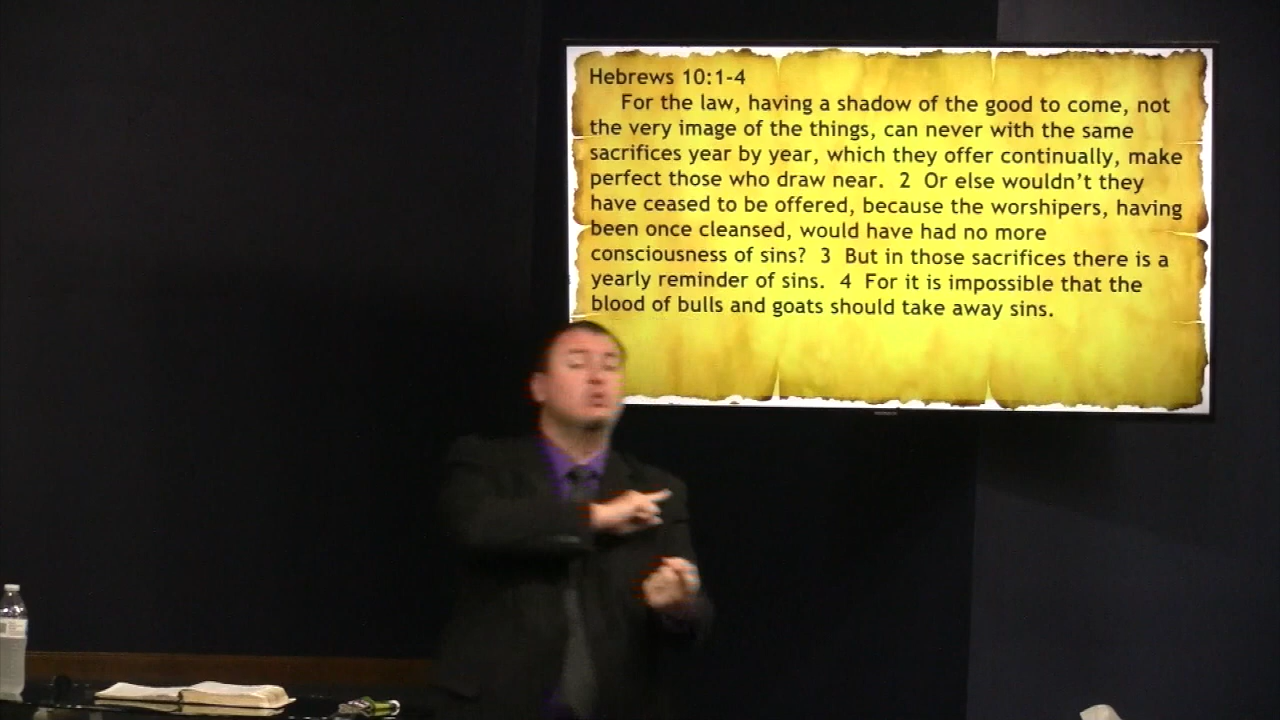 Hebrews 10:1-4
For the law, having a shadow of the good to come, not
the very image of the things, can never with the same
sacrifices year by year, which they offer continually, make
perfect those who draw near. 2 Or else wouldn't they
have ceased to be offered, because the worshipers, having
been once cleansed, would have had no more
consciousness of sins? 3 But in those sacrifices there is a
yearly reminder of sins. 4 For it is impossible that the
blood of bulls and goats should take away sins.